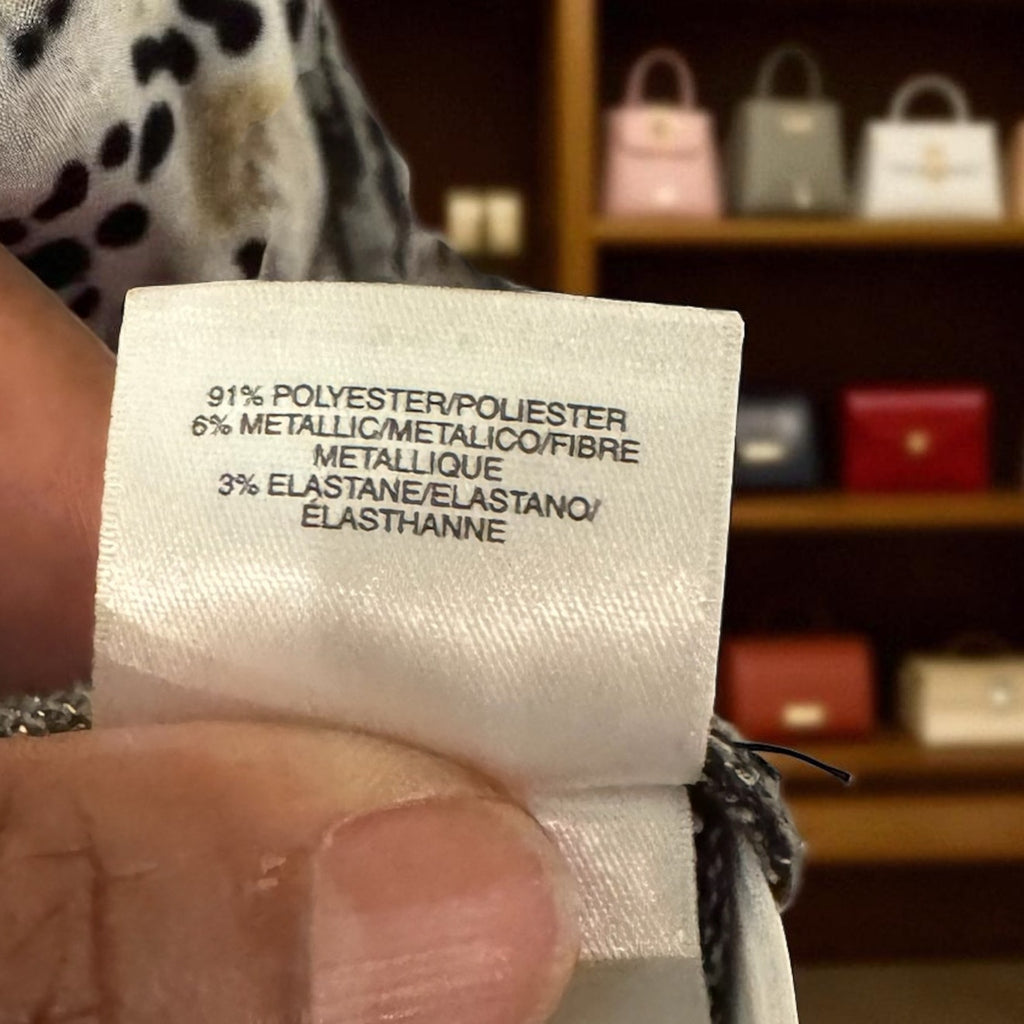 91% POLYESTER/POLIESTER
6% METALLIC/METALICO/FIBRE
METALLIQUE
3% ELASTANE/ELASTANO/
ÉLASTHANNE